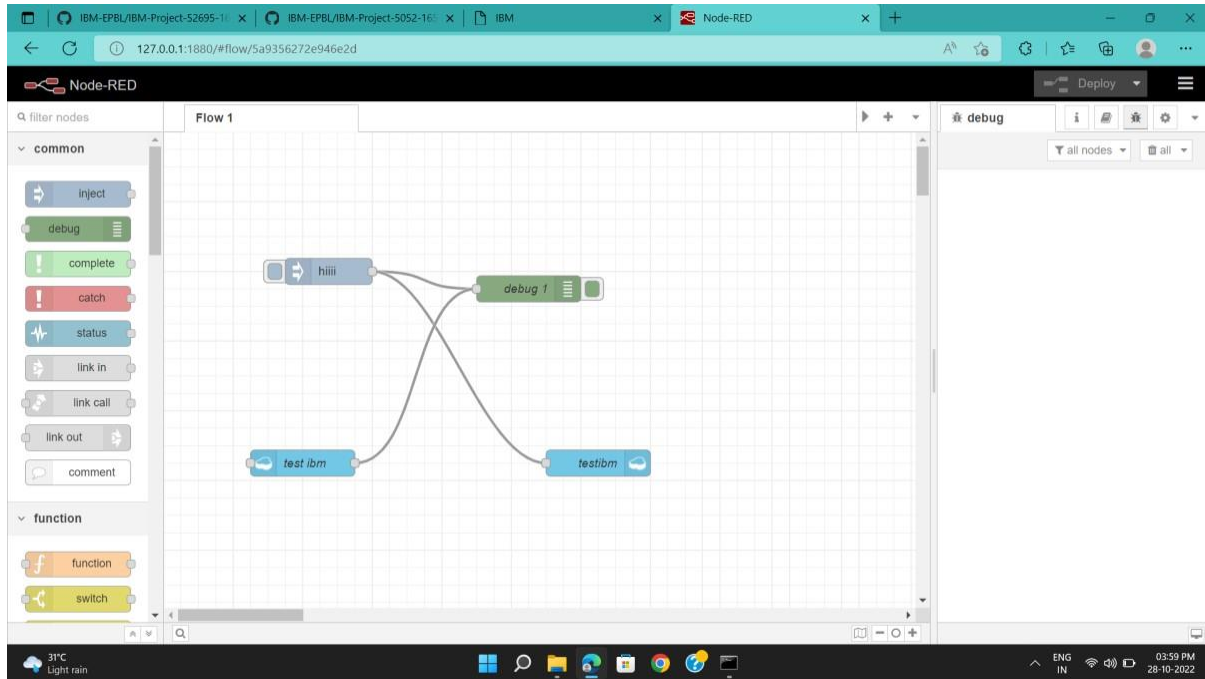 IBM-EPBL/IBM-Project-52695-16
IBM-EPBL/IBM-Project-5052-165
IBM
Node-RED
127.0.0.1:1880/#flow/5a9356272e946e2d
Node-RED
Deploy
filter nodes
Flow 1
debug
i
all nodes
all
common
inject
debug
complete
catch
status
link in
link call
link out
comment
function
function
switch
hiiii
debug 1
test ibm
testibm
31°C
Light rain
ENG
IN
03:59 PM
28-10-2022